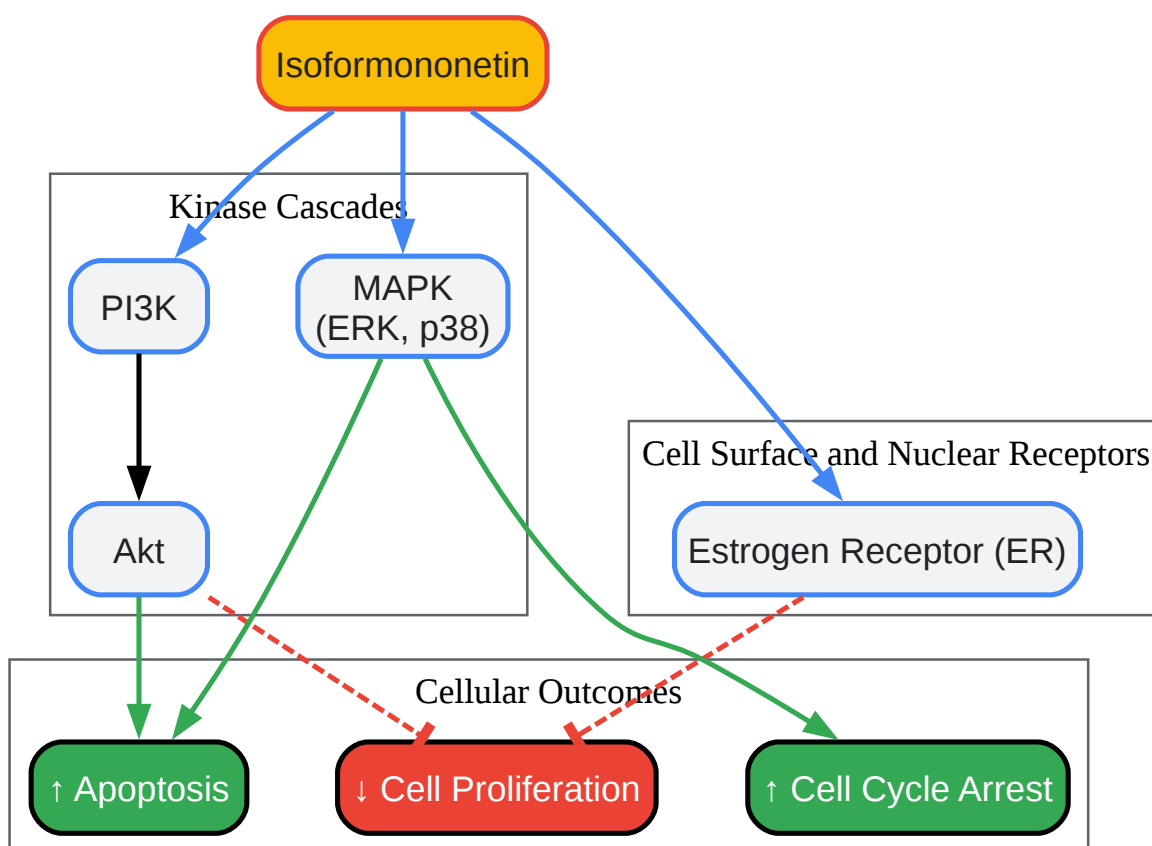 Isoformononetin
Kinase Cascades
PI3K
MAPK
(ERK, p38)
Cell Surface and Nuclear Receptors
Akt
Estrogen Receptor (ER)
Cellular Outcomes
↑ Apoptosis
↓ Cell Proliferation
↑ Cell Cycle Arrest